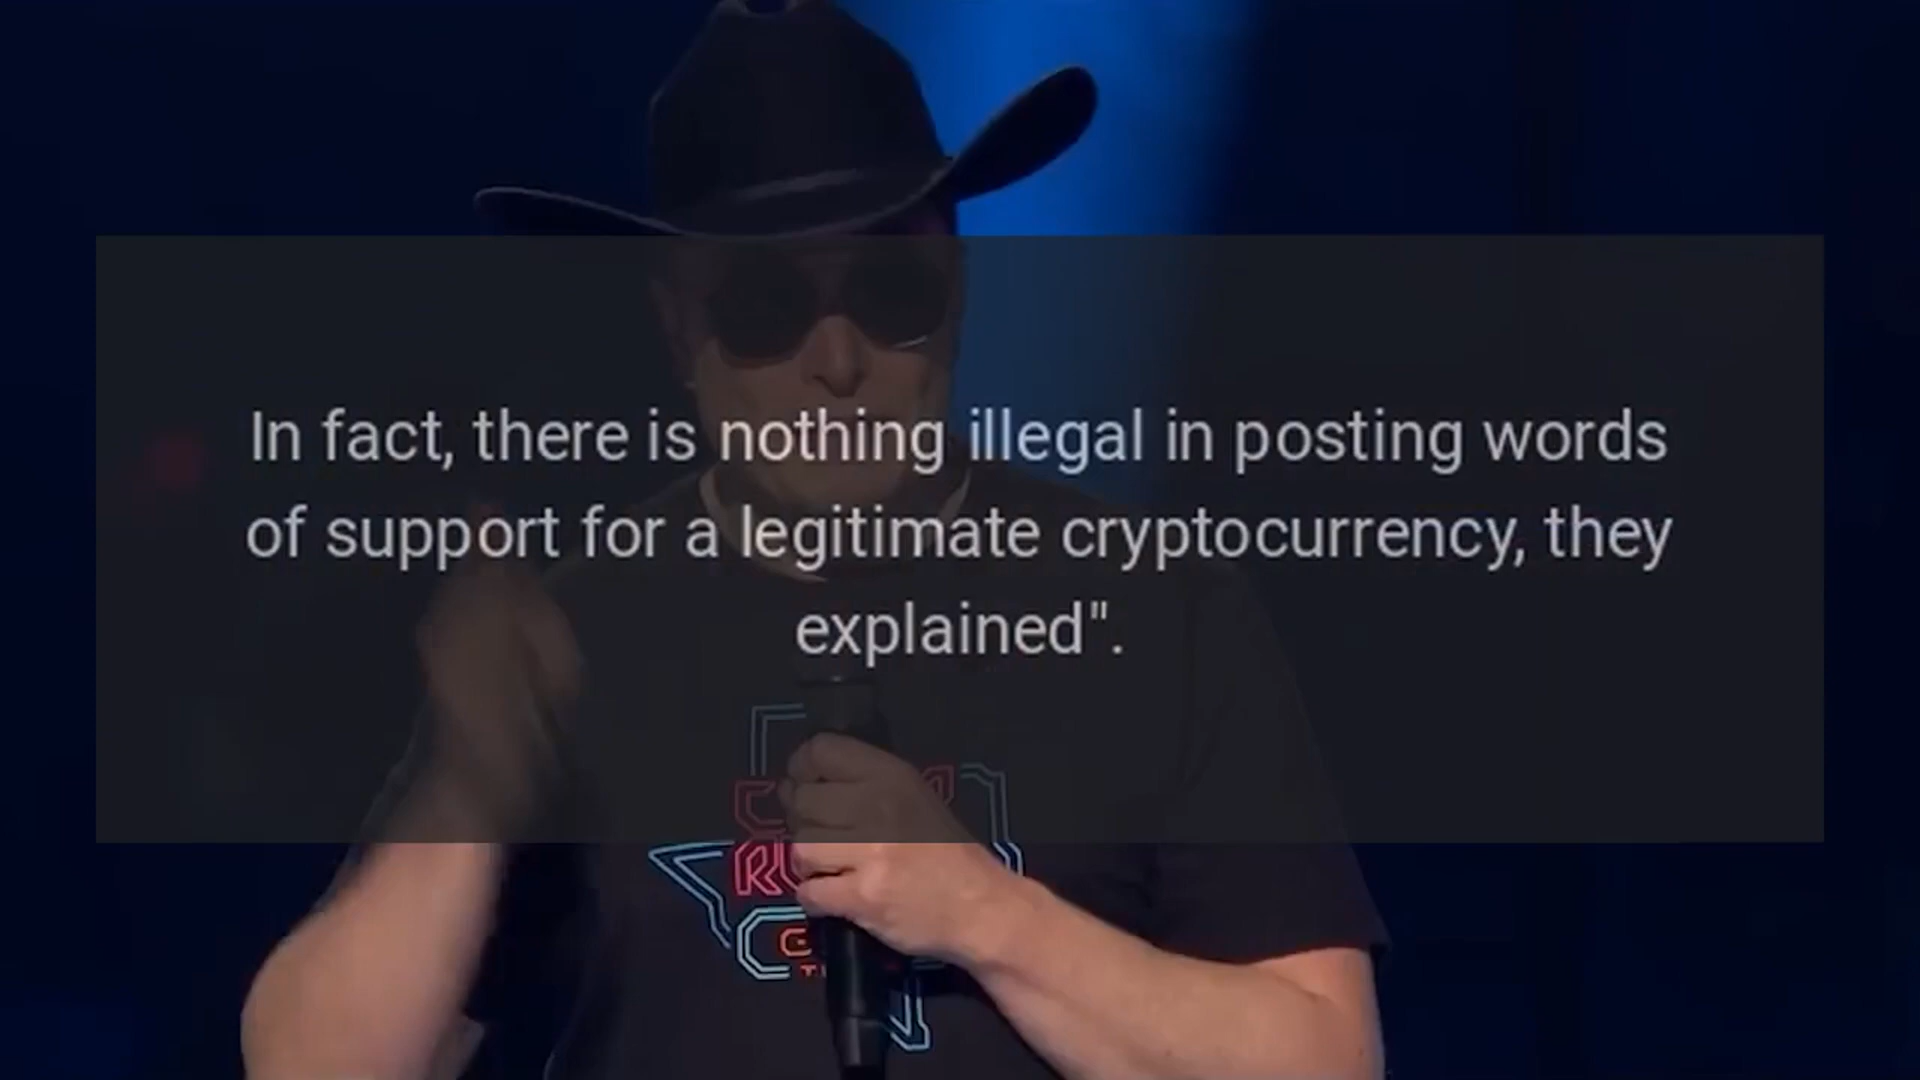 In fact, there is nothing illegal in posting words
of support for a legitimate cryptocurrency, they
explained".